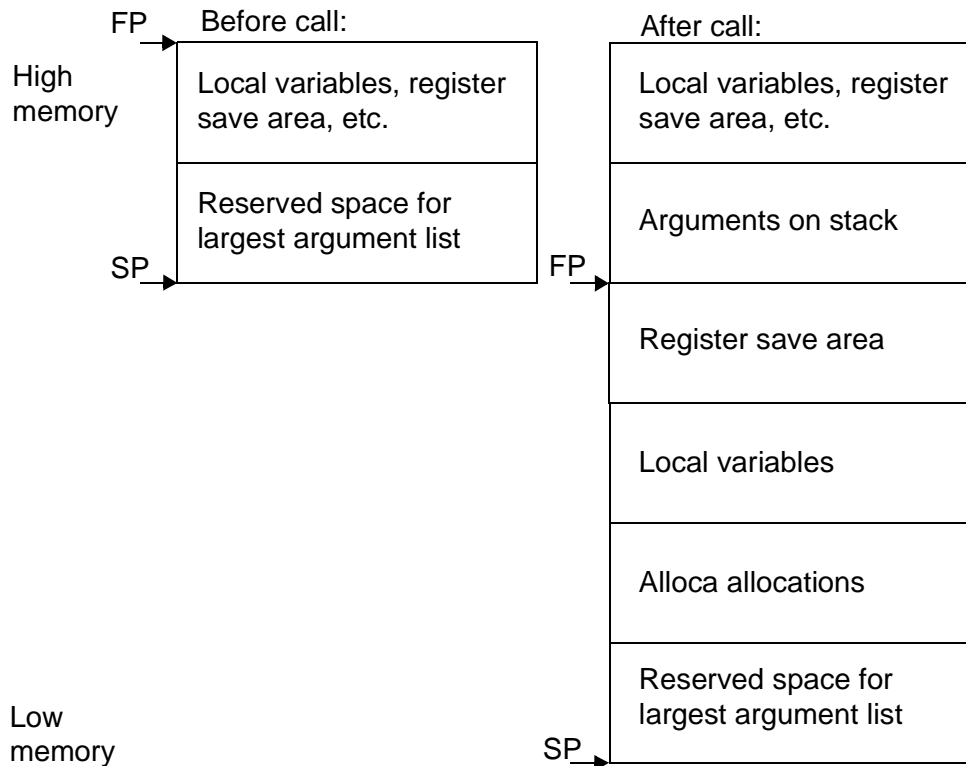 FP
Before call:
After call:
High
memory
Local variables, register
save area, etc.
Local variables, register
save area, etc.
Reserved space for
largest argument list
Arguments on stack
SP
FP
Register save area
Local variables
Alloca allocations
Reserved space for
largest argument list
Low
memory
SP